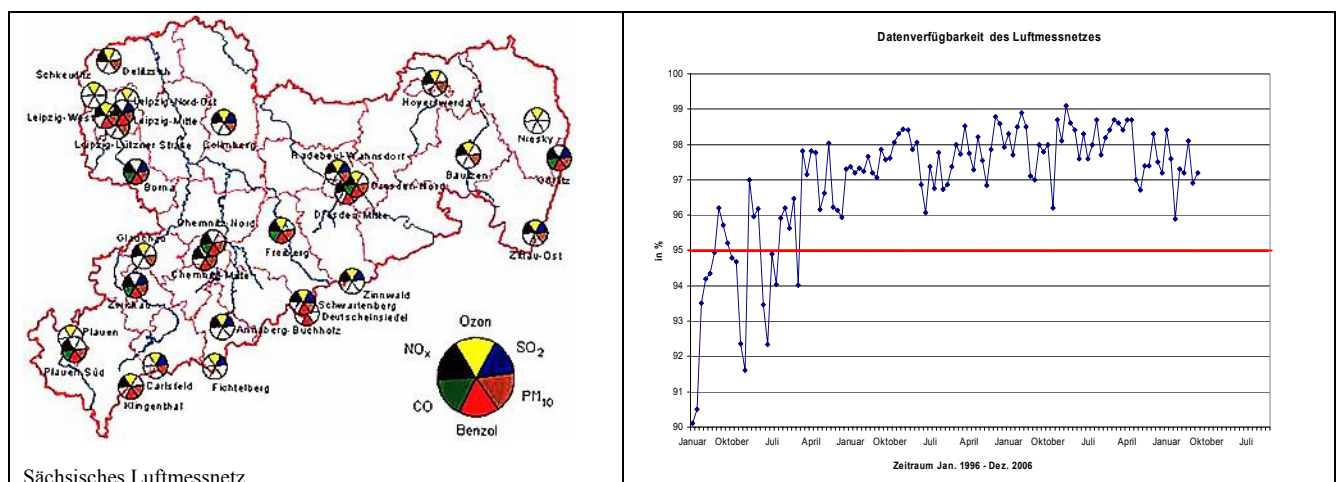 Schkeuditz
Delitzsch
Leipzig-Nord-Ost
Leipzig-West
Leipzig-Mitte
Leipzig-Lützner Straße
Collmberg
Borna
Hoyerswerda
Niesky
Radebeul-Wahnsdorf
Bautzen
Görlitz
Dresden-Nord
Dresden-Mitte
Zittau-Ost
Chemnitz Nord
Glauchau
Freiberg
Chemnitz-Mitte
Zwickau
Zinnwald
Schwartenberg
Deutscheinsiedel
Annaberg-Buchholz
Plauen
Plauen Süd
Carlsfeld
Fichtelberg
Klingenthal
Ozon
NOx
SO2
CO
PM10
Benzol
Sächsisches Luftmessnetz
Datenverfügbarkeit des Luftmessnetzes
100
99
98
97
96
95
94
93
92
91
90
in %
Januar Oktober Juli April Januar Oktober Juli April Januar Oktober Juli April Januar Oktober Juli
Zeitraum Jan. 1996 - Dez. 2006